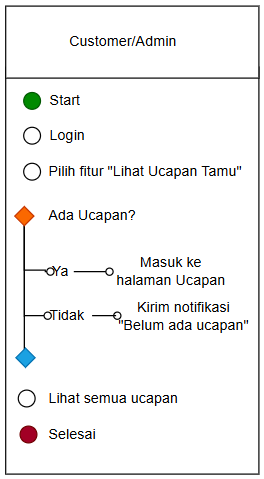 Customer/Admin
Start
Login
Pilih fitur "Lihat Ucapan Tamu"
Ada Ucapan?
Ya
Masuk ke
halaman Ucapan
Tidak
Kirim notifikasi
"Belum ada ucapan"
Lihat semua ucapan
Selesai